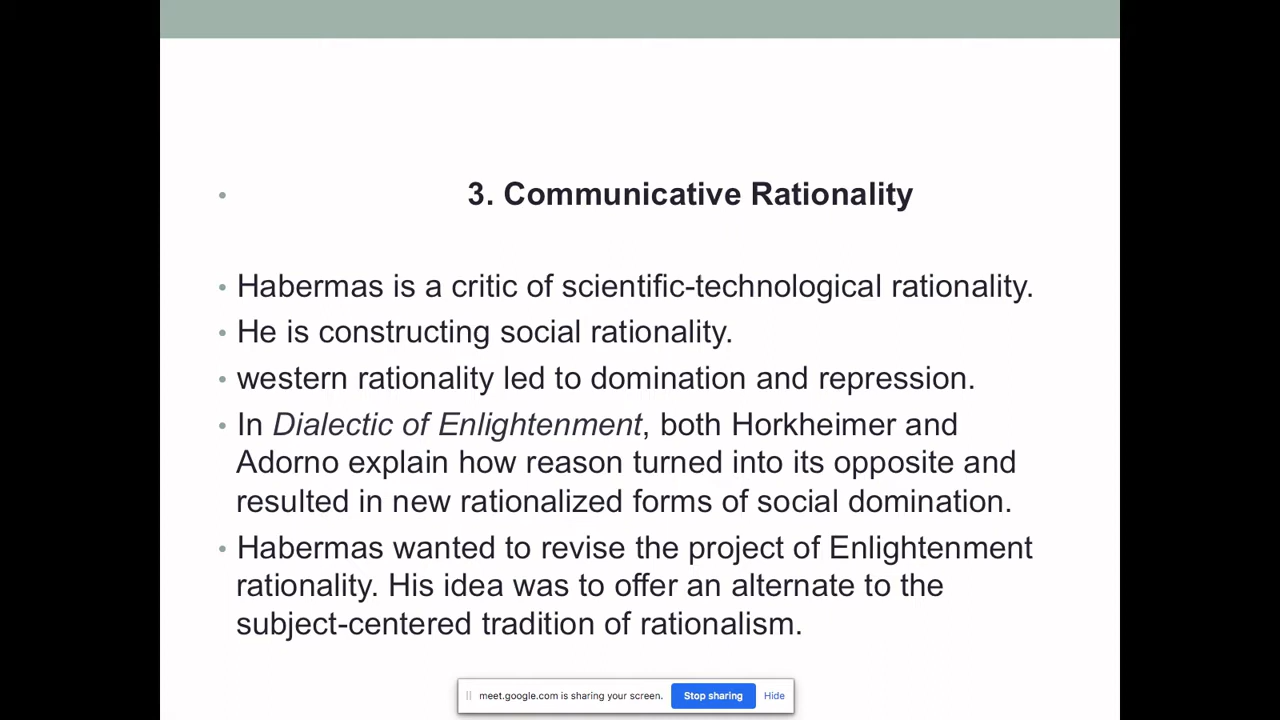 • 3. Communicative Rationality
• Habermas is a critic of scientific-technological rationality.
• He is constructing social rationality.
• western rationality led to domination and repression.
• In Dialectic of Enlightenment, both Horkheimer and
Adorno explain how reason turned into its opposite and
resulted in new rationalized forms of social domination.
• Habermas wanted to revise the project of Enlightenment
rationality. His idea was to offer an alternate to the
subject-centered tradition of rationalism.
meet.google.com is sharing your screen. Stop sharing Hide